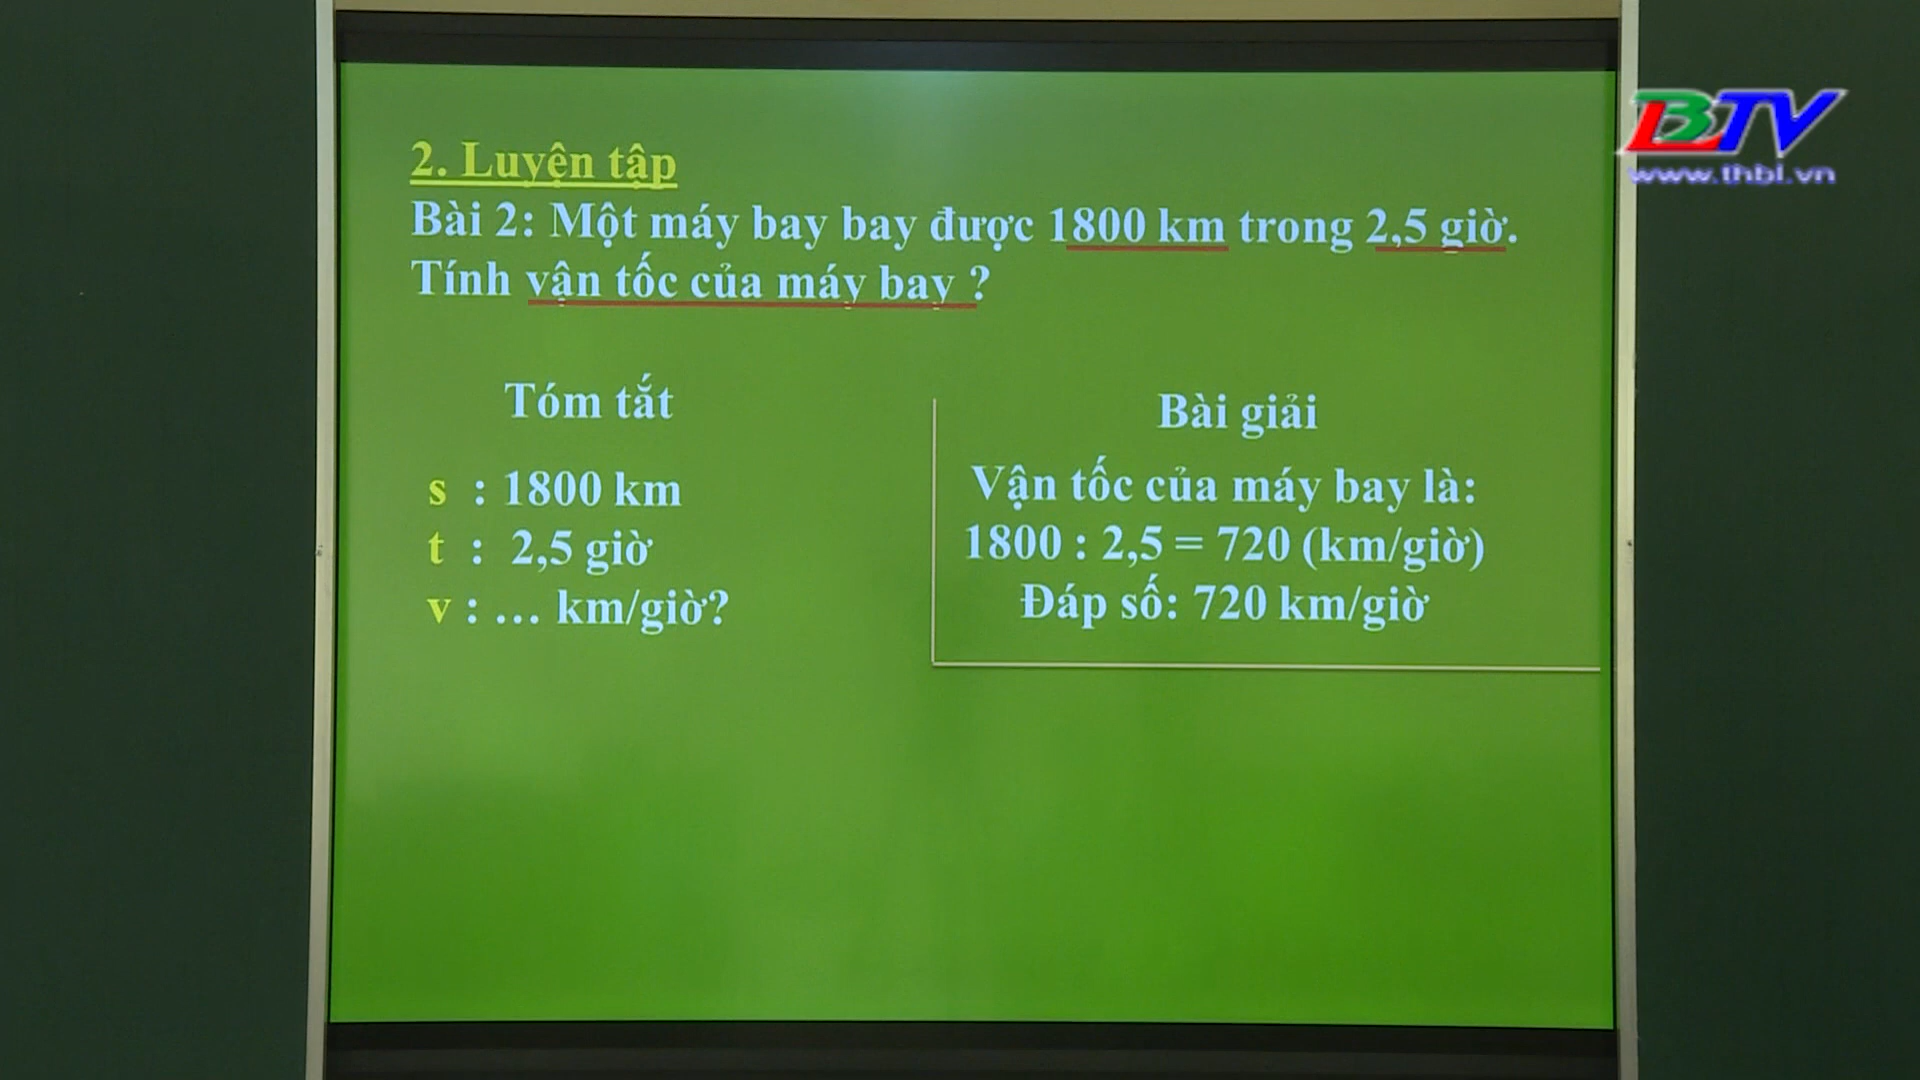 BTV
www.thbl.vn
2. Luyện tập
Bài 2: Một máy bay bay được 1800 km trong 2,5 giờ.
Tính vận tốc của máy bay ?
Tóm tắt
s : 1800 km
t : 2,5 giờ
v : ... km/giờ?
Bài giải
Vận tốc của máy bay là:
1800 : 2,5 = 720 (km/giờ)
Đáp số: 720 km/giờ